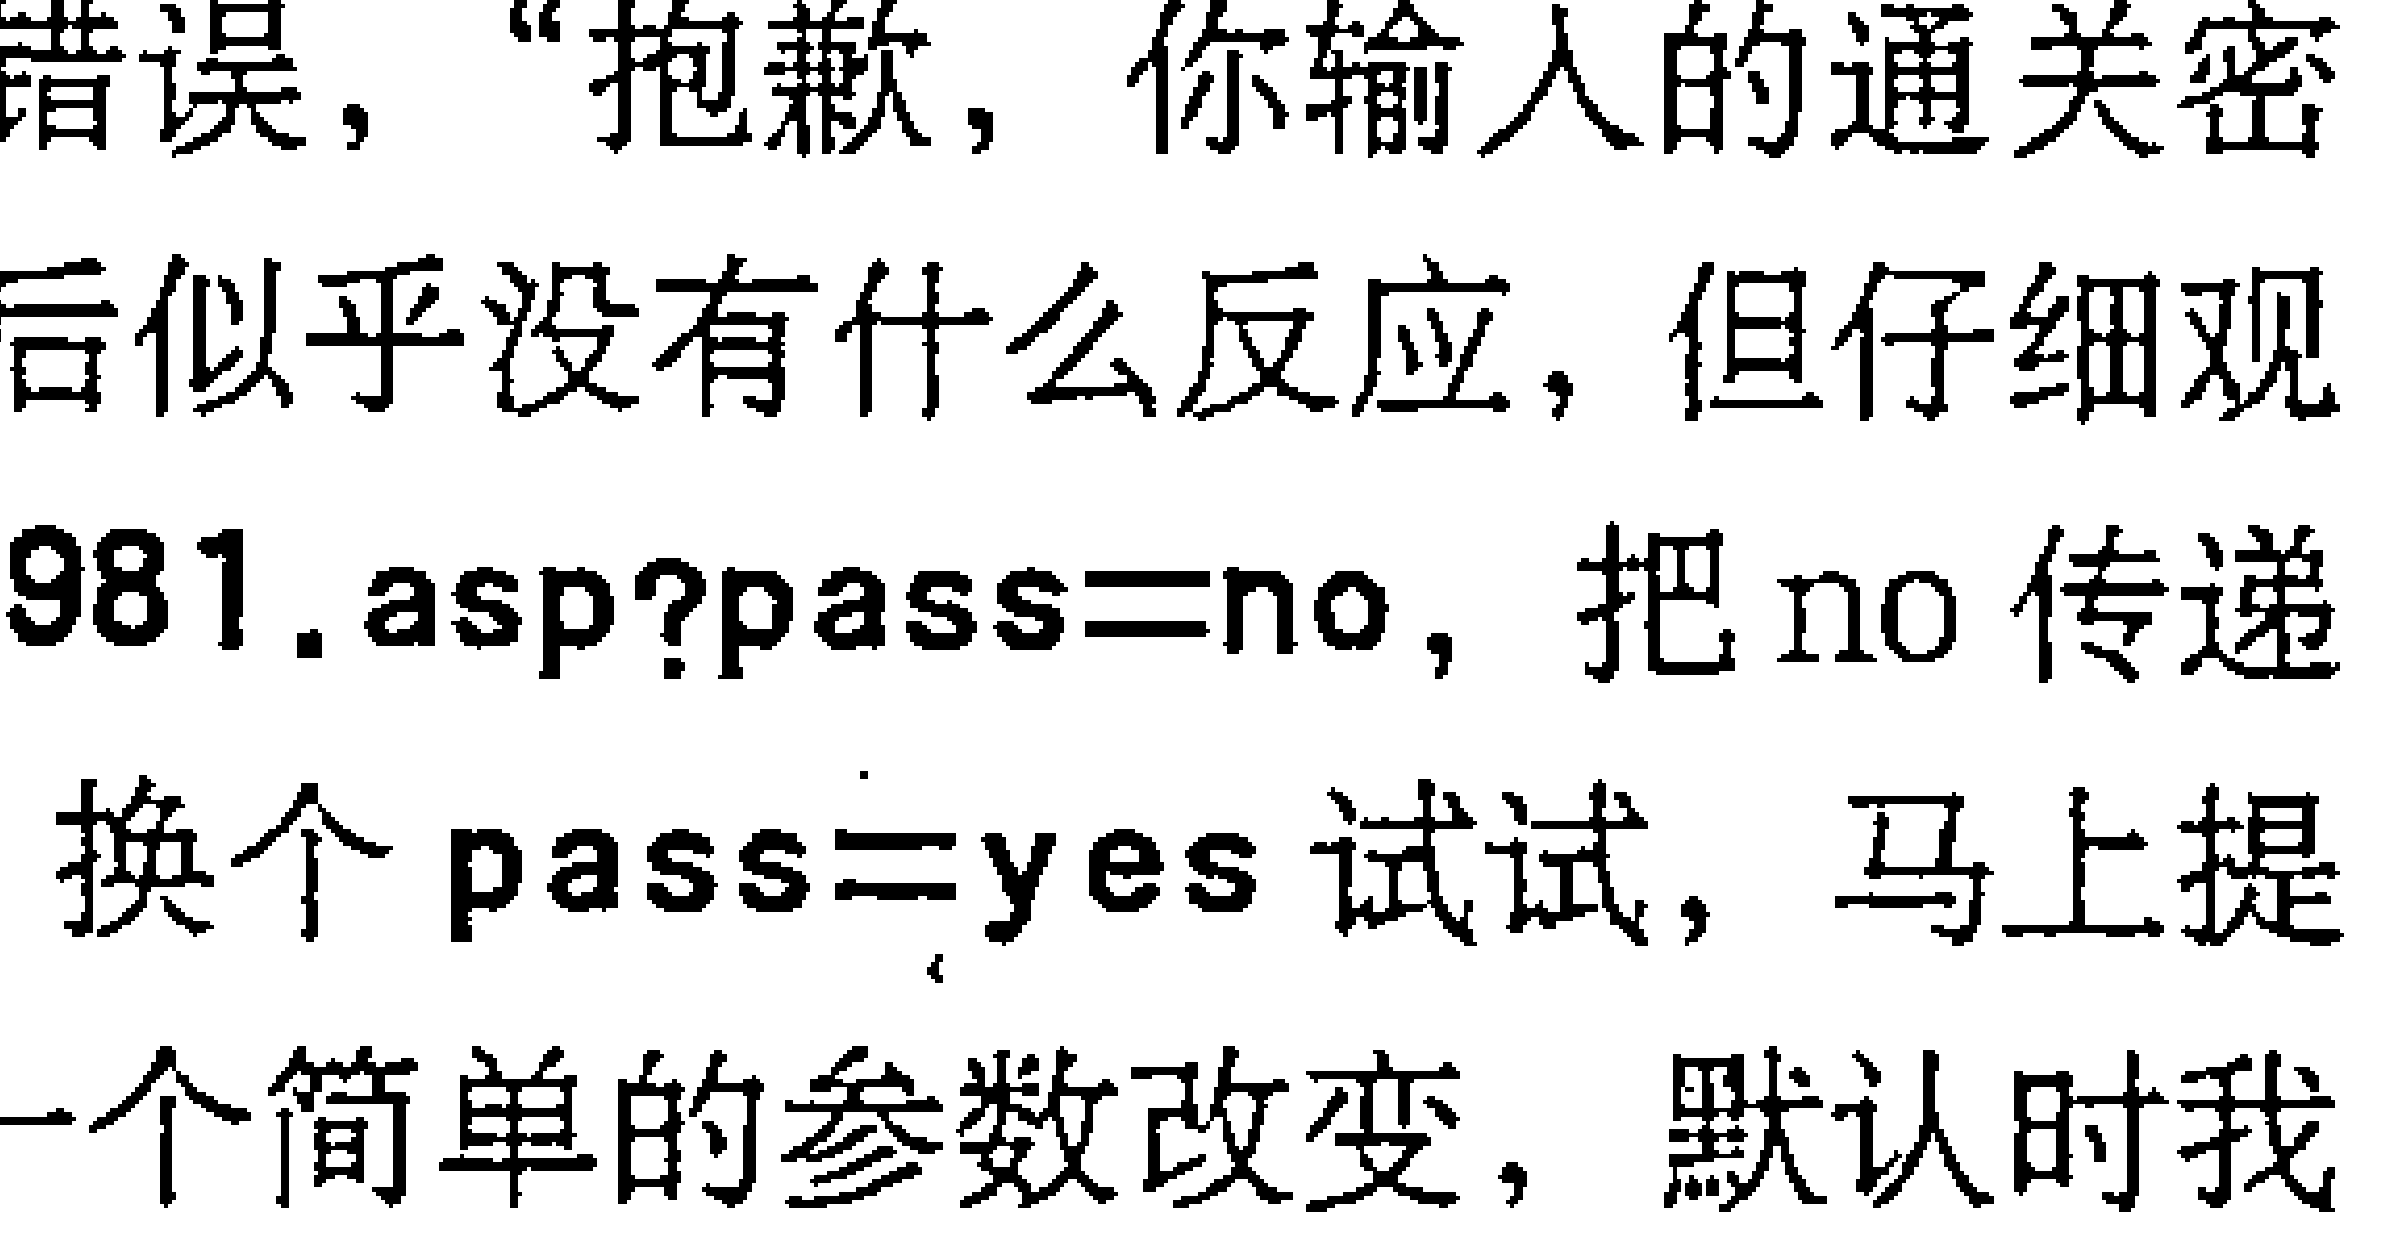 错误，“抱歉，你输入的通关密
后似乎没有什么反应，但仔细观
981.asp?pass=no，把no传递
换个pass=yes试试，马上提
一个简单的参数改变，默认时我